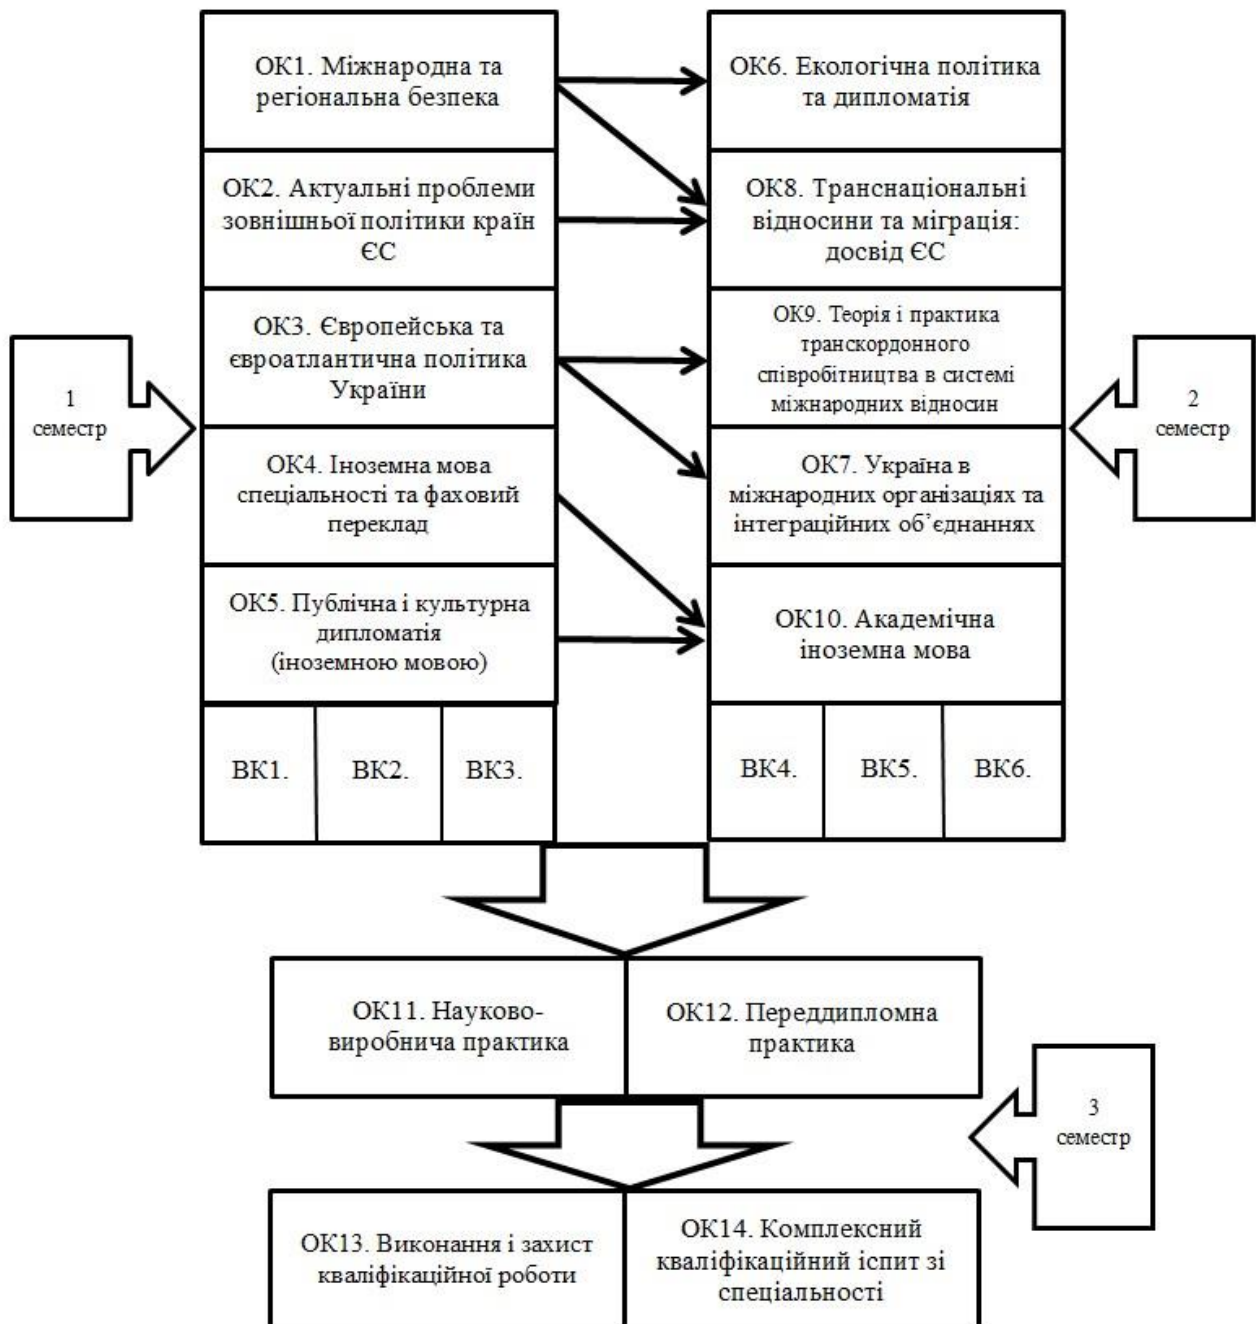 ОК1. Міжнародна та
регіональна безпека
ОК6. Екологічна політика
та дипломатія
ОК2. Актуальні проблеми
зовнішньої політики країн
ЄС
ОК8. Транснаціональні
відносини та міграція:
досвід ЄС
1
семестр
ОК3. Європейська та
євроатлантична політика
України
ОК9. Теорія і практика
транскордонного
співробітництва в системі
міжнародних відносин
2
семестр
ОК4. Іноземна мова
спеціальності та фаховий
переклад
ОК7. Україна в
міжнародних організаціях та
інтеграційних об’єднаннях
ОК5. Публічна і культурна
дипломатія
(іноземною мовою)
ОК10. Академічна
іноземна мова
ВК1.
ВК2.
ВК3.
ВК4.
ВК5.
ВК6.
ОК11. Науково-
виробнича практика
ОК12. Переддипломна
практика
3
семестр
ОК13. Виконання і захист
кваліфікаційної роботи
ОК14. Комплексний
кваліфікаційний іспит зі
спеціальності